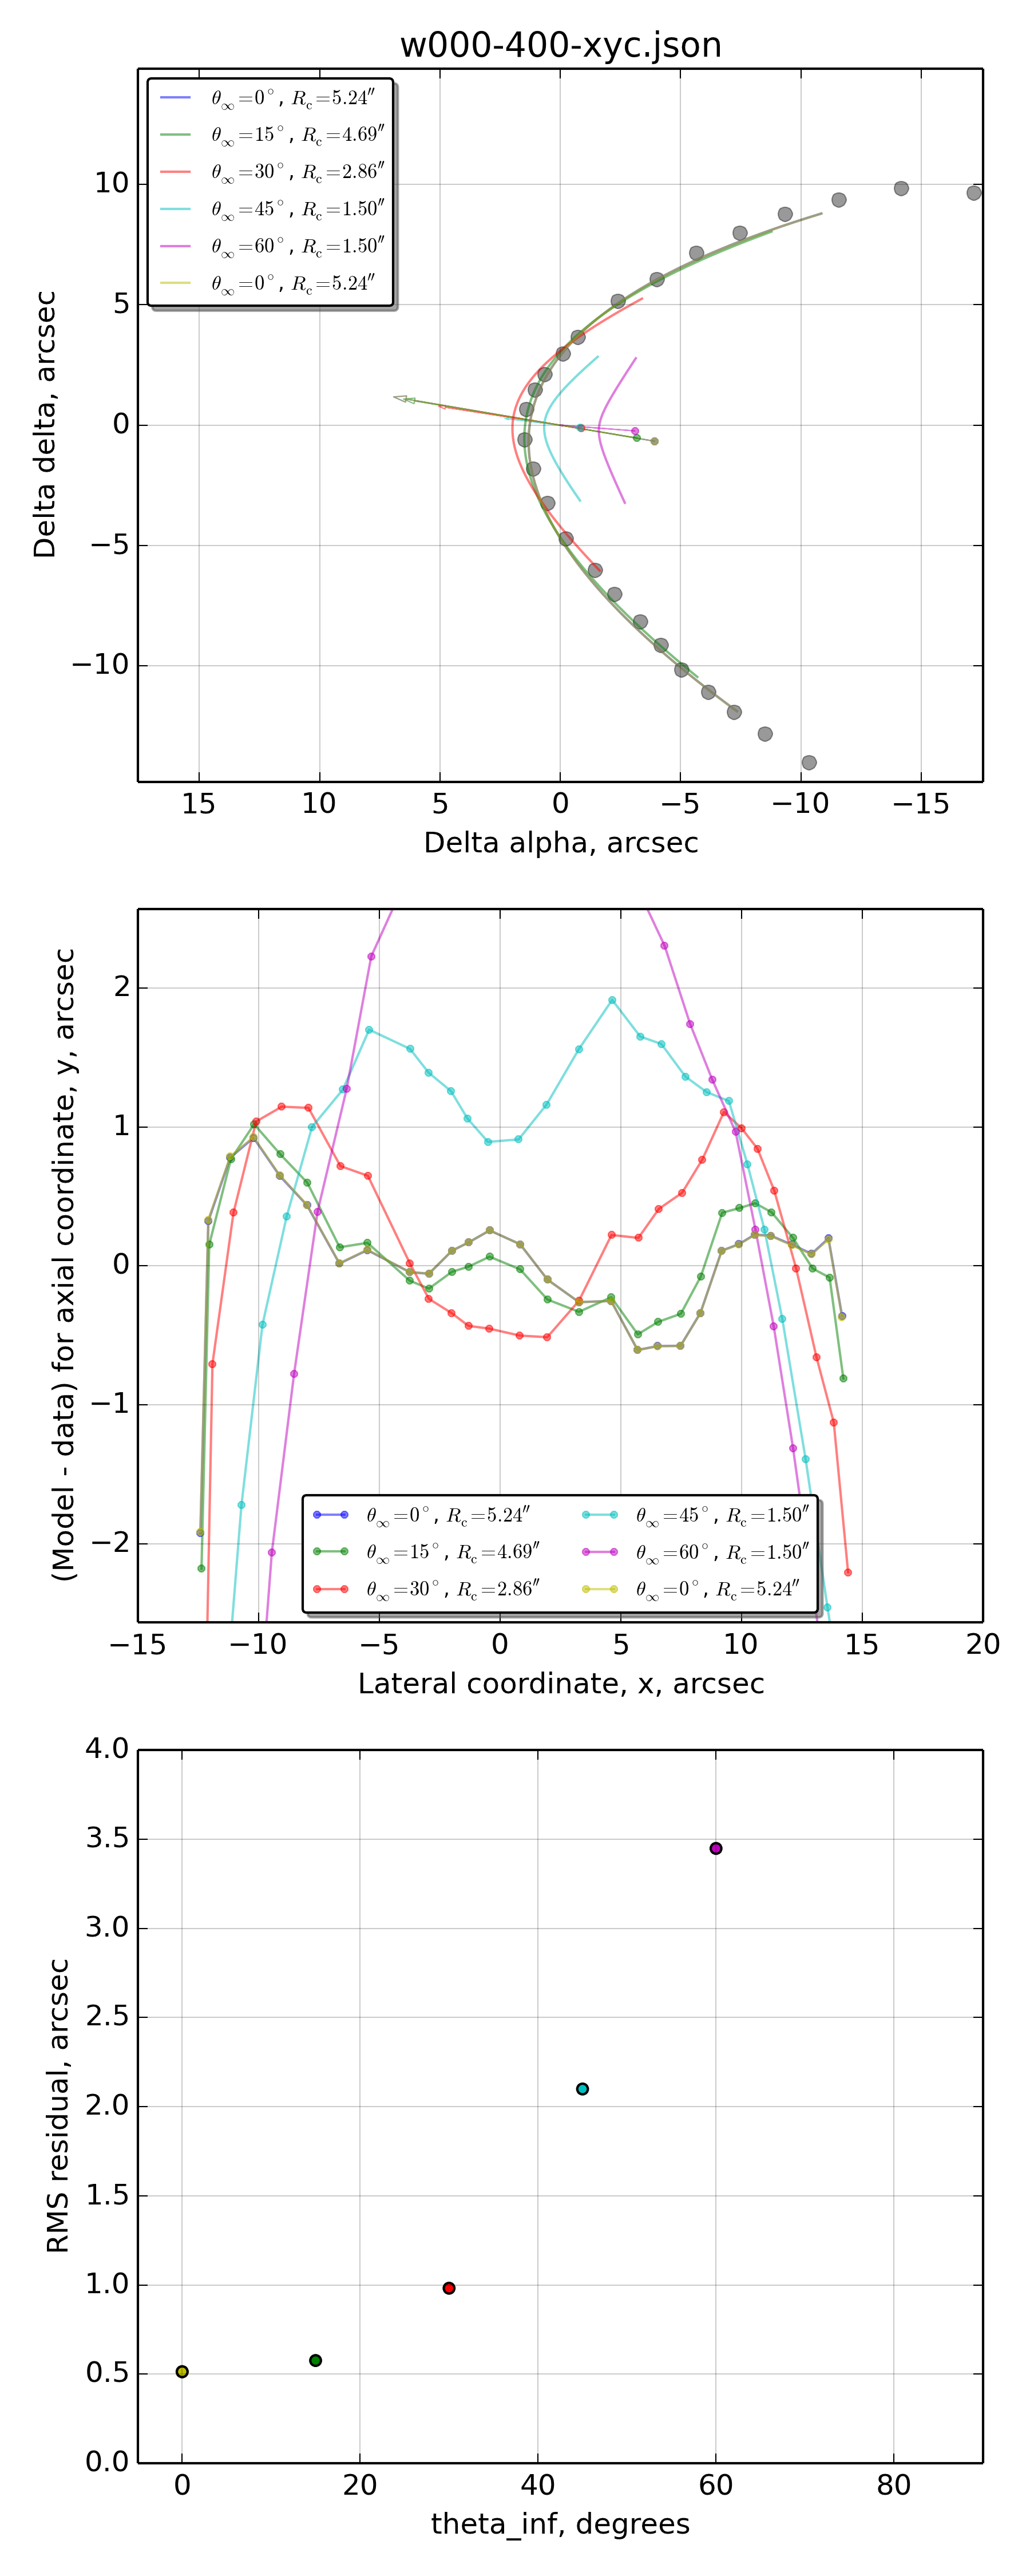 w000-400-xyc.json
θ∞=0°, Rc=5.24″
θ∞=15°, Rc=4.69″
θ∞=30°, Rc=2.86″
θ∞=45°, Rc=1.50″
θ∞=60°, Rc=1.50″
θ∞=0°, Rc=5.24″
10
5
0
−5
−10
Delta delta, arcsec
15 10 5 0 −5 −10 −15
Delta alpha, arcsec
2
1
0
−1
−2
(Model - data) for axial coordinate, y, arcsec
θ∞=0°, Rc=5.24″ θ∞=45°, Rc=1.50″
θ∞=15°, Rc=4.69″ θ∞=60°, Rc=1.50″
θ∞=30°, Rc=2.86″ θ∞=0°, Rc=5.24″
−15 −10 −5 0 5 10 15 20
Lateral coordinate, x, arcsec
4.0
3.5
3.0
2.5
2.0
1.5
1.0
0.5
0.0
RMS residual, arcsec
0 20 40 60 80
theta_inf, degrees